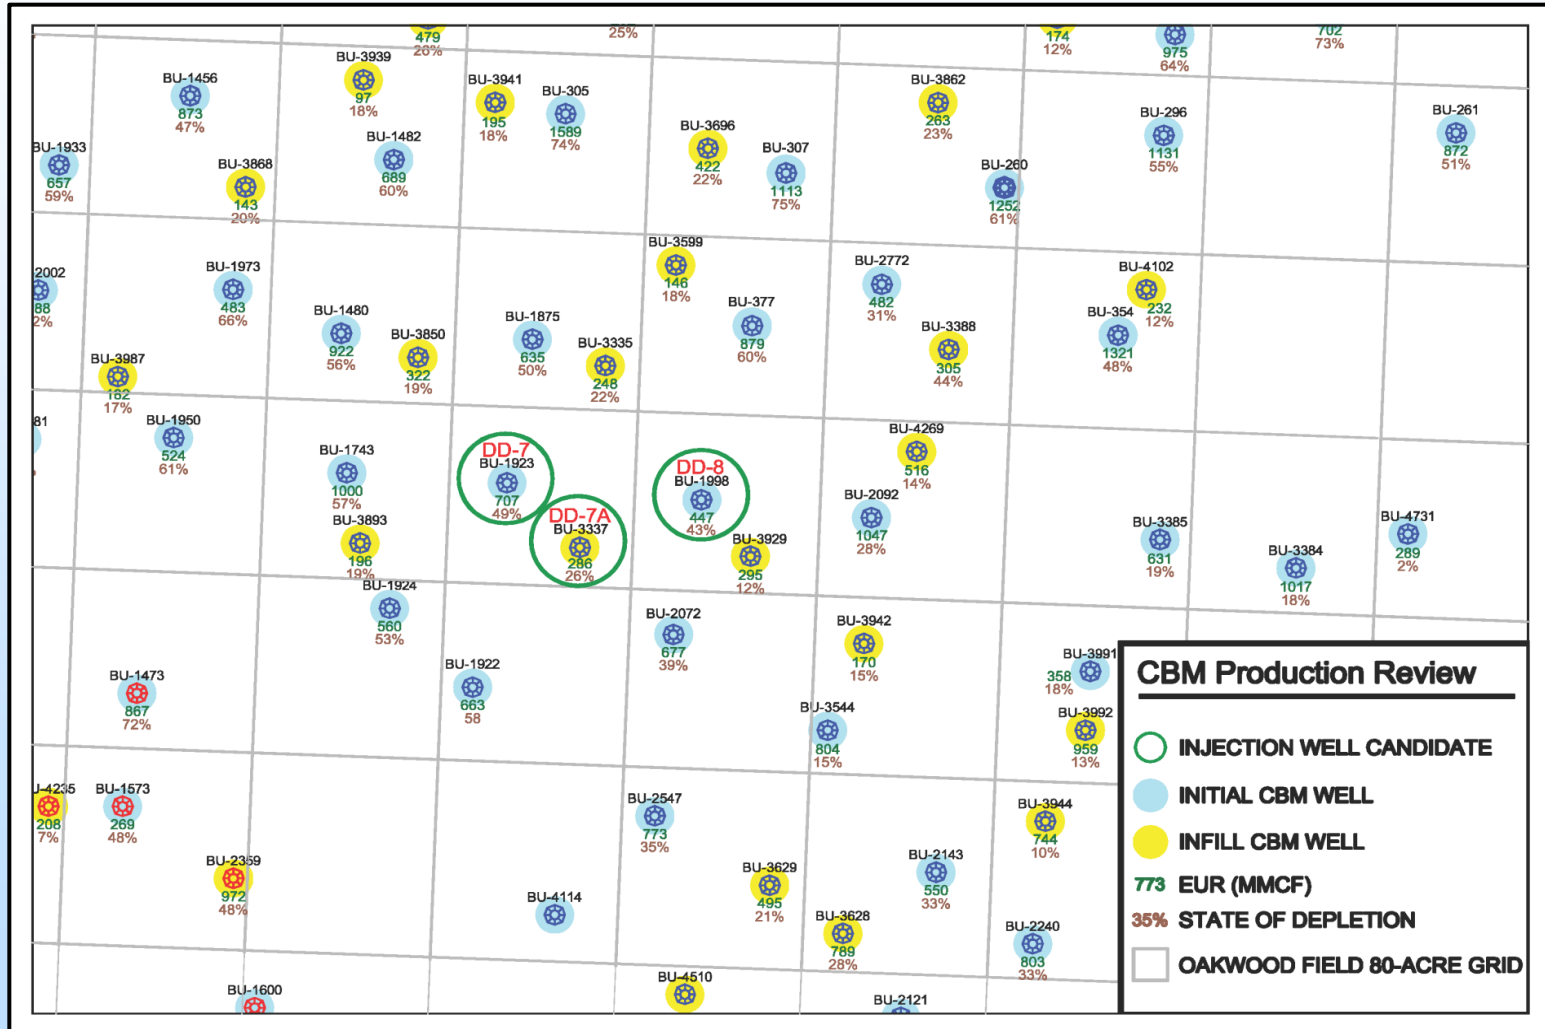 479
26%
25%
174
12%
975
64%
702
73%
BU-3939
97
18%
BU-1456
873
47%
BU-3941
195
18%
BU-305
1589
74%
BU-3862
263
23%
BU-296
1131
55%
BU-261
872
51%
BU-1933
657
59%
BU-3868
143
20%
BU-1482
689
60%
BU-3696
422
22%
BU-307
1113
75%
BU-260
1252
61%
2002
88
2%
BU-1973
483
66%
BU-1480
922
56%
BU-3850
322
19%
BU-1875
635
50%
BU-3335
248
22%
BU-3599
146
18%
BU-377
879
60%
BU-2772
482
31%
BU-3388
305
44%
BU-4102
232
12%
BU-354
1321
48%
BU-3987
162
17%
81
BU-1950
524
61%
BU-1743
1000
57%
DD-7
BU-1923
707
49%
DD-7A
BU-3337
286
26%
DD-8
BU-1998
447
43%
BU-3929
295
12%
BU-4269
516
14%
BU-2092
1047
28%
BU-3385
631
19%
BU-3384
1017
18%
BU-4731
289
2%
BU-3893
196
19%
BU-1924
560
53%
BU-1922
663
58
BU-2072
677
39%
BU-3942
170
15%
BU-3544
804
15%
BU-3991
358
18%
BU-3992
959
13%
BU-1473
867
72%
U-4235
208
7%
BU-1573
269
48%
BU-2359
972
48%
BU-2547
773
35%
BU-4114
BU-3629
495
21%
BU-3628
789
28%
BU-2143
550
33%
BU-3944
744
10%
BU-2240
803
33%
BU-1600
BU-4510
BU-2121
CBM Production Review
INJECTION WELL CANDIDATE
INITIAL CBM WELL
INFILL CBM WELL
773 EUR (MMCF)
35% STATE OF DEPLETION
OAKWOOD FIELD 80-ACRE GRID